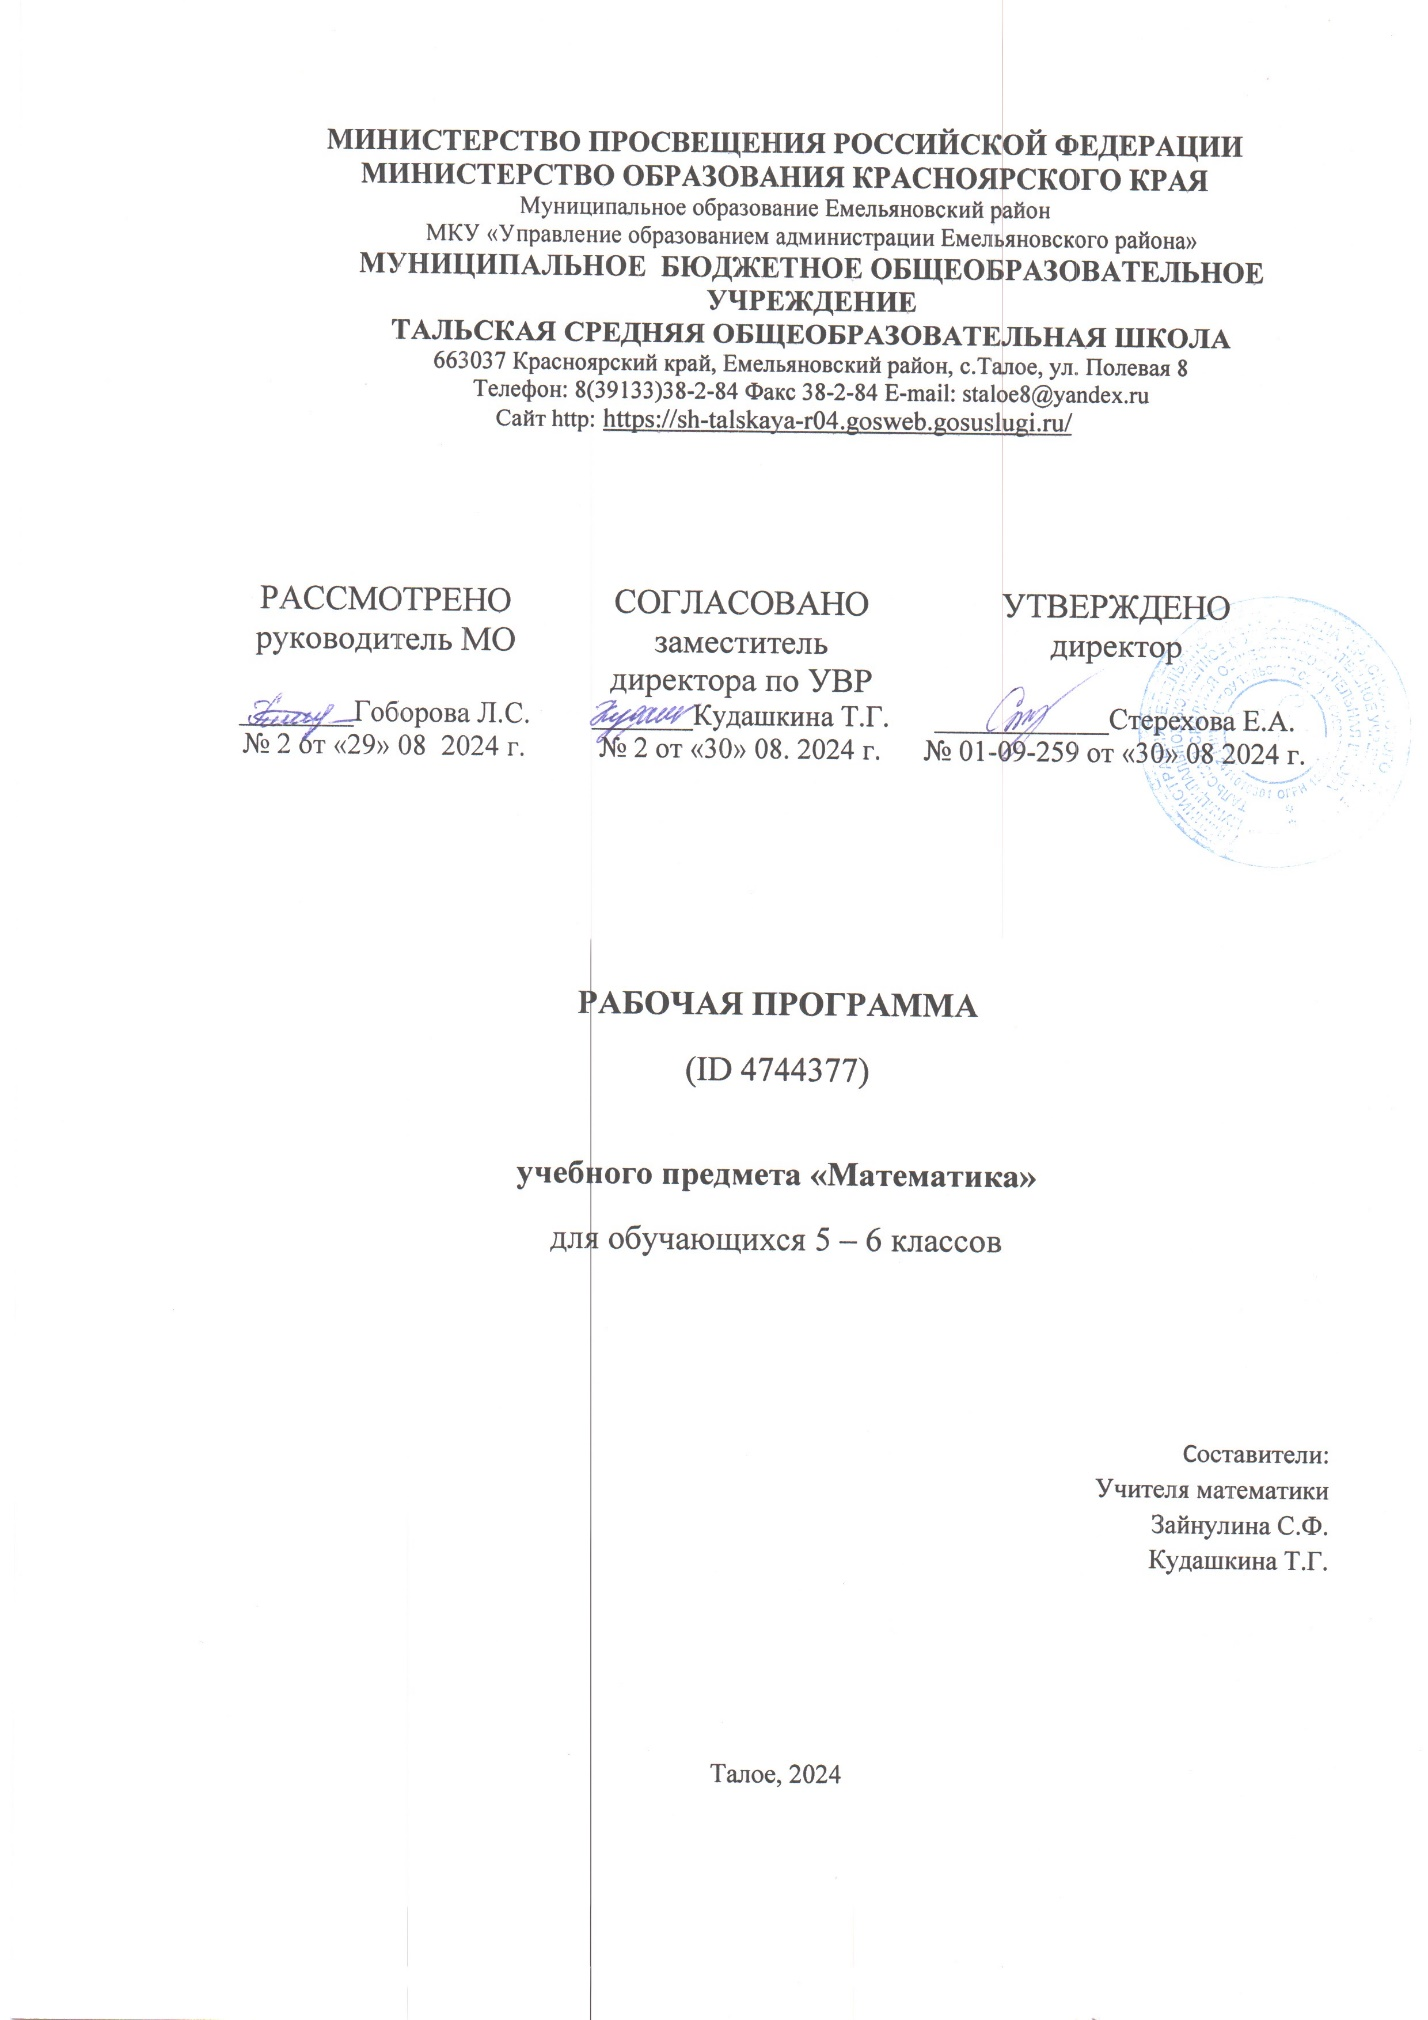 МИНИСТЕРСТВО ПРОСВЕЩЕНИЯ РОССИЙСКОЙ ФЕДЕРАЦИИ
МИНИСТЕРСТВО ОБРАЗОВАНИЯ КРАСНОЯРСКОГО КРАЯ
Муниципальное образование Емельяновский район
МКУ «Управление образованием администрации Емельяновского района»
МУНИЦИПАЛЬНОЕ БЮДЖЕТНОЕ ОБЩЕОБРАЗОВАТЕЛЬНОЕ
УЧРЕЖДЕНИЕ
ТАЛЬСКАЯ СРЕДНЯЯ ОБЩЕОБРАЗОВАТЕЛЬНАЯ ШКОЛА
663037 Красноярский край, Емельяновский район, с.Талое, ул. Полевая 8
Телефон: 8(39133)38-2-84 Факс 38-2-84 E-mail: staloe8@yandex.ru
Сайт http: https://sh-talskaya-r04.gosweb.gosuslugi.ru/
РАССМОТРЕНО
руководитель МО
________Гоборова Л.С.
№ 2 от «29» 08 2024 г.
СОГЛАСОВАНО
заместитель
директора по УВР
_______Кудашкина Т.Г.
№ 2 от «30» 08. 2024 г.
УТВЕРЖДЕНО
директор
____________Стерехова Е.А.
№ 01-09-259 от «30» 08 2024 г.
РАБОЧАЯ ПРОГРАММА
(ID 4744377)
учебного предмета «Математика»
для обучающихся 5 – 6 классов
Составители:
Учителя математики
Зайнулина С.Ф.
Кудашкина Т.Г.
Талое, 2024